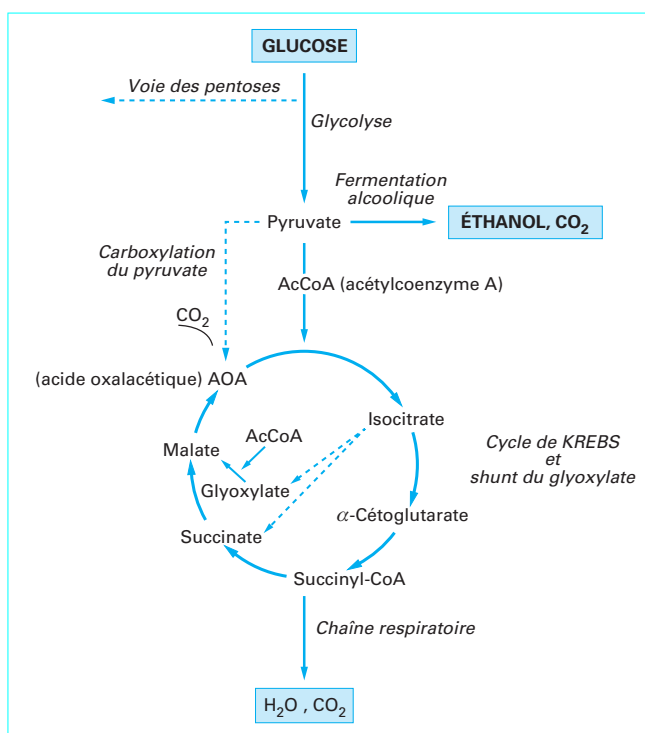 GLUCOSE
Voie des pentoses
Glycolyse
Fermentation
alcoolique
Pyruvate
ÉTHANOL, CO₂
Carboxylation
du pyruvate
AcCoA (acétylcoenzyme A)
CO₂
(acide oxalacétique) AOA
Isocitrate
AcCoA
Malate
Cycle de KREBS
et
shunt du glyoxylate
Glyoxylate
α-Cétoglutarate
Succinate
Succinyl-CoA
Chaîne respiratoire
H₂O , CO₂